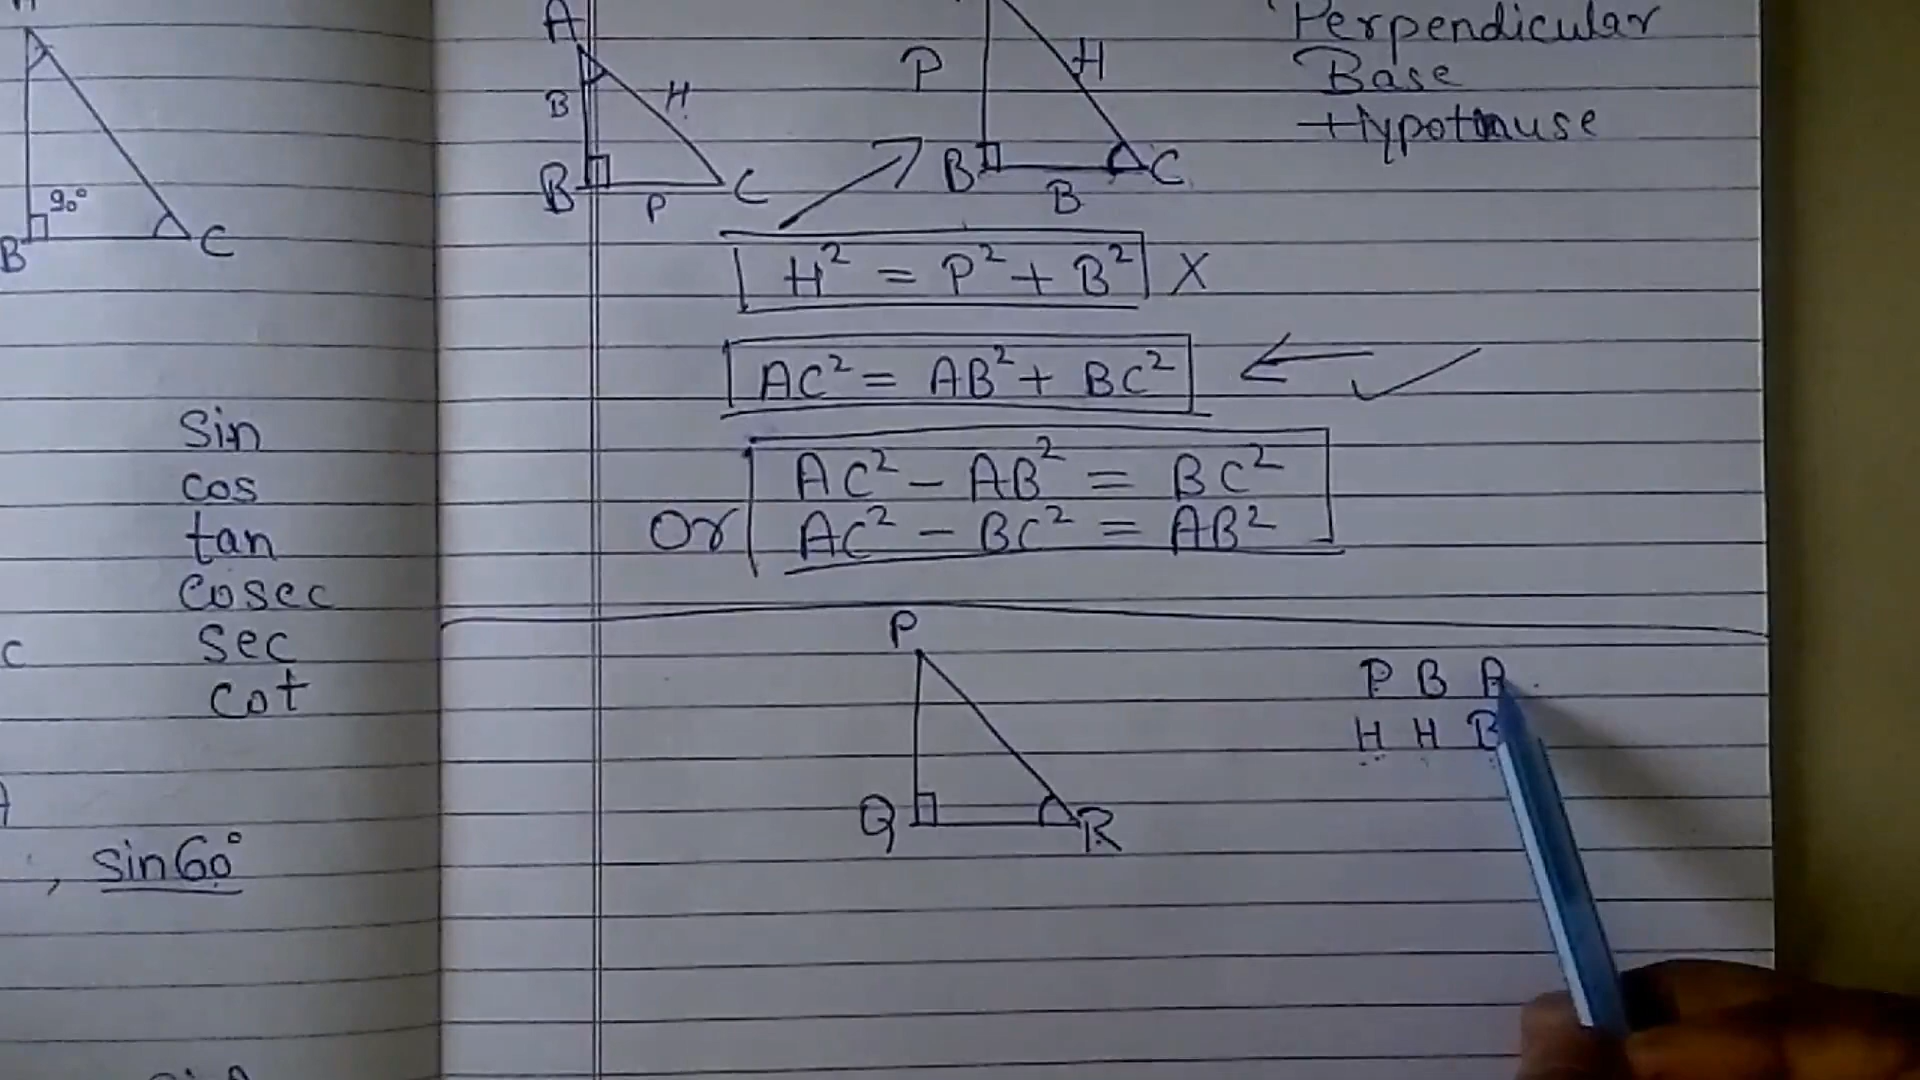 90°
B C
sin
cos
tan
cosec
sec
cot
, sin60°
A
B H
B P C
P H
B B C
Perpendicular
Base
H² = P² + B² X
AC² = AB² + BC²
AC² - AB² = BC²
Or AC² - BC² = AB²
P
Q R
P B
H H B